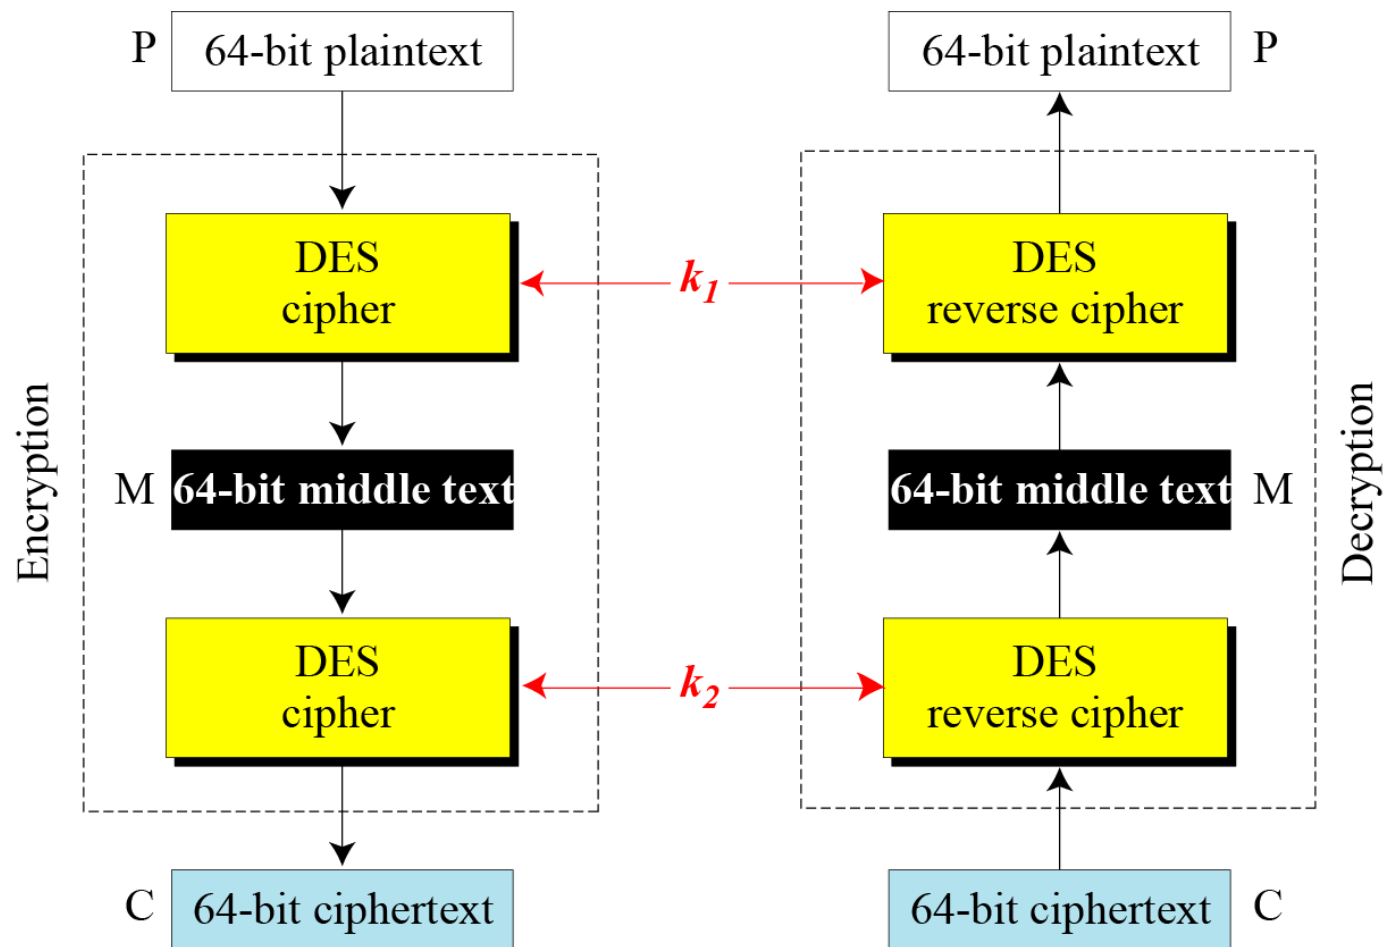 P
64-bit plaintext
64-bit plaintext
P
DES
cipher
k1
DES
reverse cipher
Encryption
M
64-bit middle text
64-bit middle text
M
Decryption
DES
cipher
k2
DES
reverse cipher
C
64-bit ciphertext
64-bit ciphertext
C